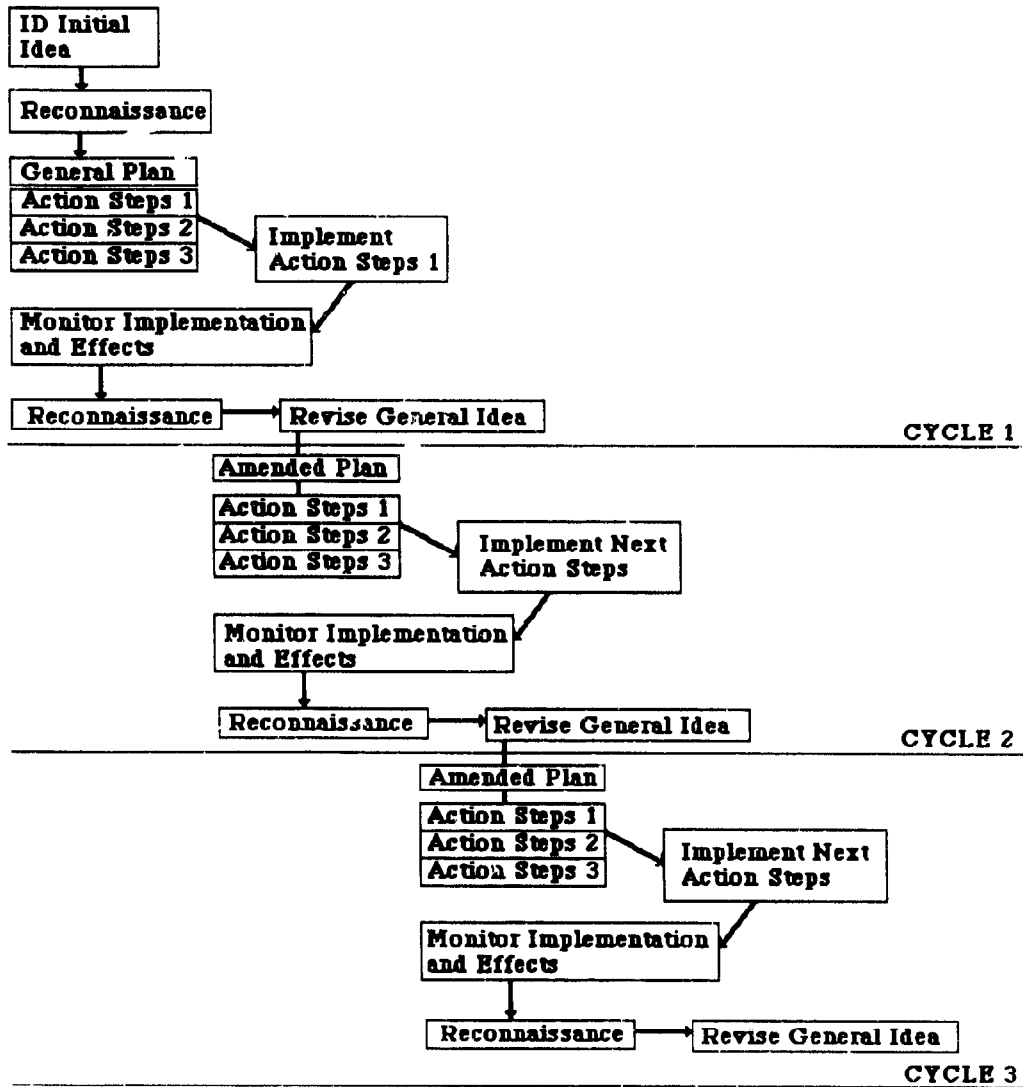 ID Initial
Idea
Reconnaissance
General Plan
Action Steps 1
Action Steps 2
Action Steps 3
Implement
Action Steps 1
Monitor Implementation
and Effects
Reconnaissance
Revise General Idea
CYCLE 1
Amended Plan
Action Steps 1
Action Steps 2
Action Steps 3
Implement Next
Action Steps
Monitor Implementation
and Effects
Reconnaissance
Revise General Idea
CYCLE 2
Amended Plan
Action Steps 1
Action Steps 2
Action Steps 3
Implement Next
Action Steps
Monitor Implementation
and Effects
Reconnaissance
Revise General Idea
CYCLE 3